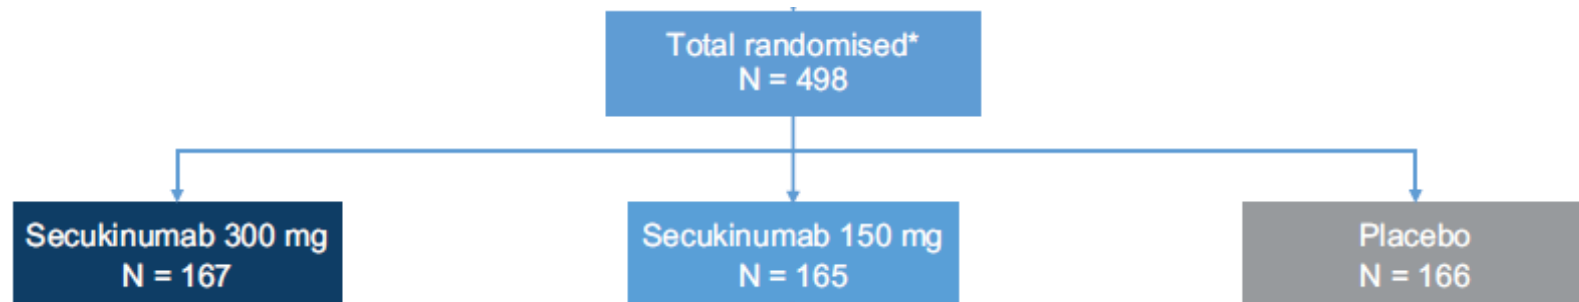 Total randomised*
N = 498
Secukinumab 300 mg
N = 167
Secukinumab 150 mg
N = 165
Placebo
N = 166